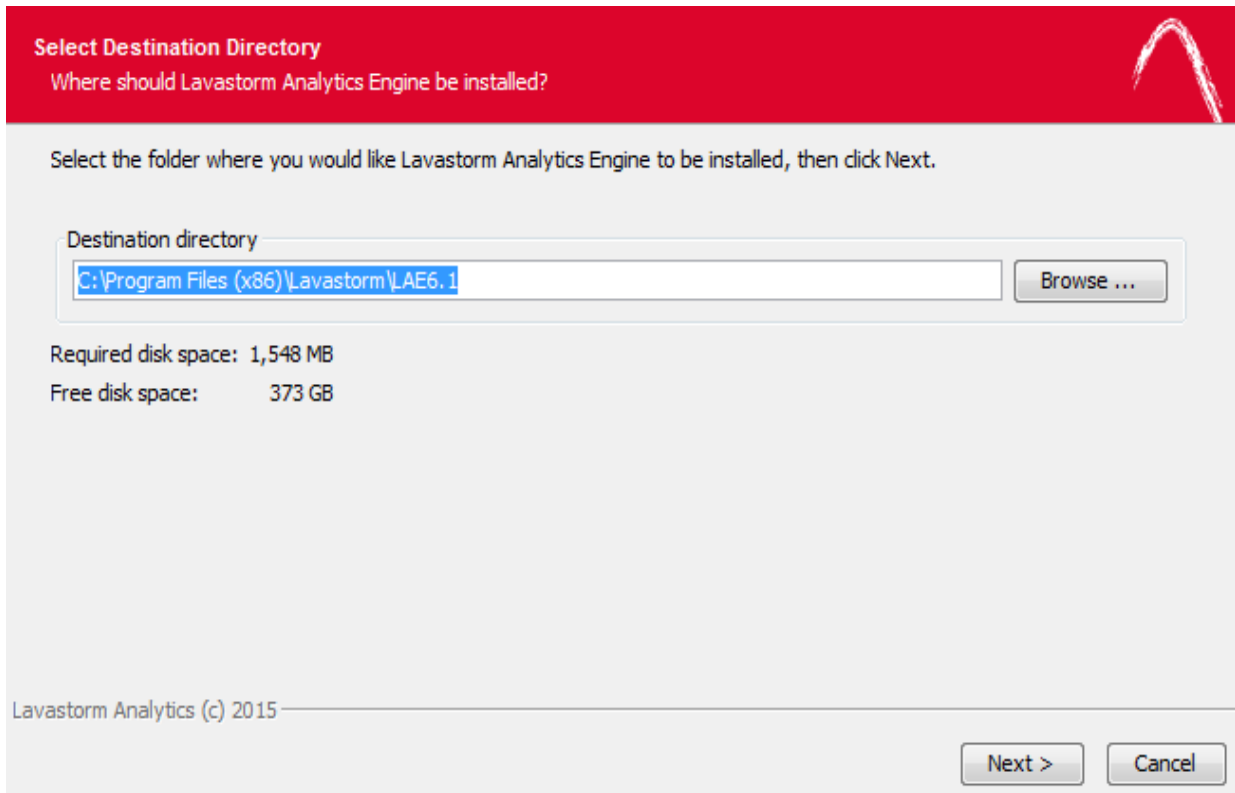 Select Destination Directory
Where should Lavastorm Analytics Engine be installed?
Select the folder where you would like Lavastorm Analytics Engine to be installed, then click Next.
Destination directory
C:\Program Files (x86)\Lavastorm\LAE6.1
Browse ...
Required disk space: 1,548 MB
Free disk space: 373 GB
Lavastorm Analytics (c) 2015
Next > Cancel